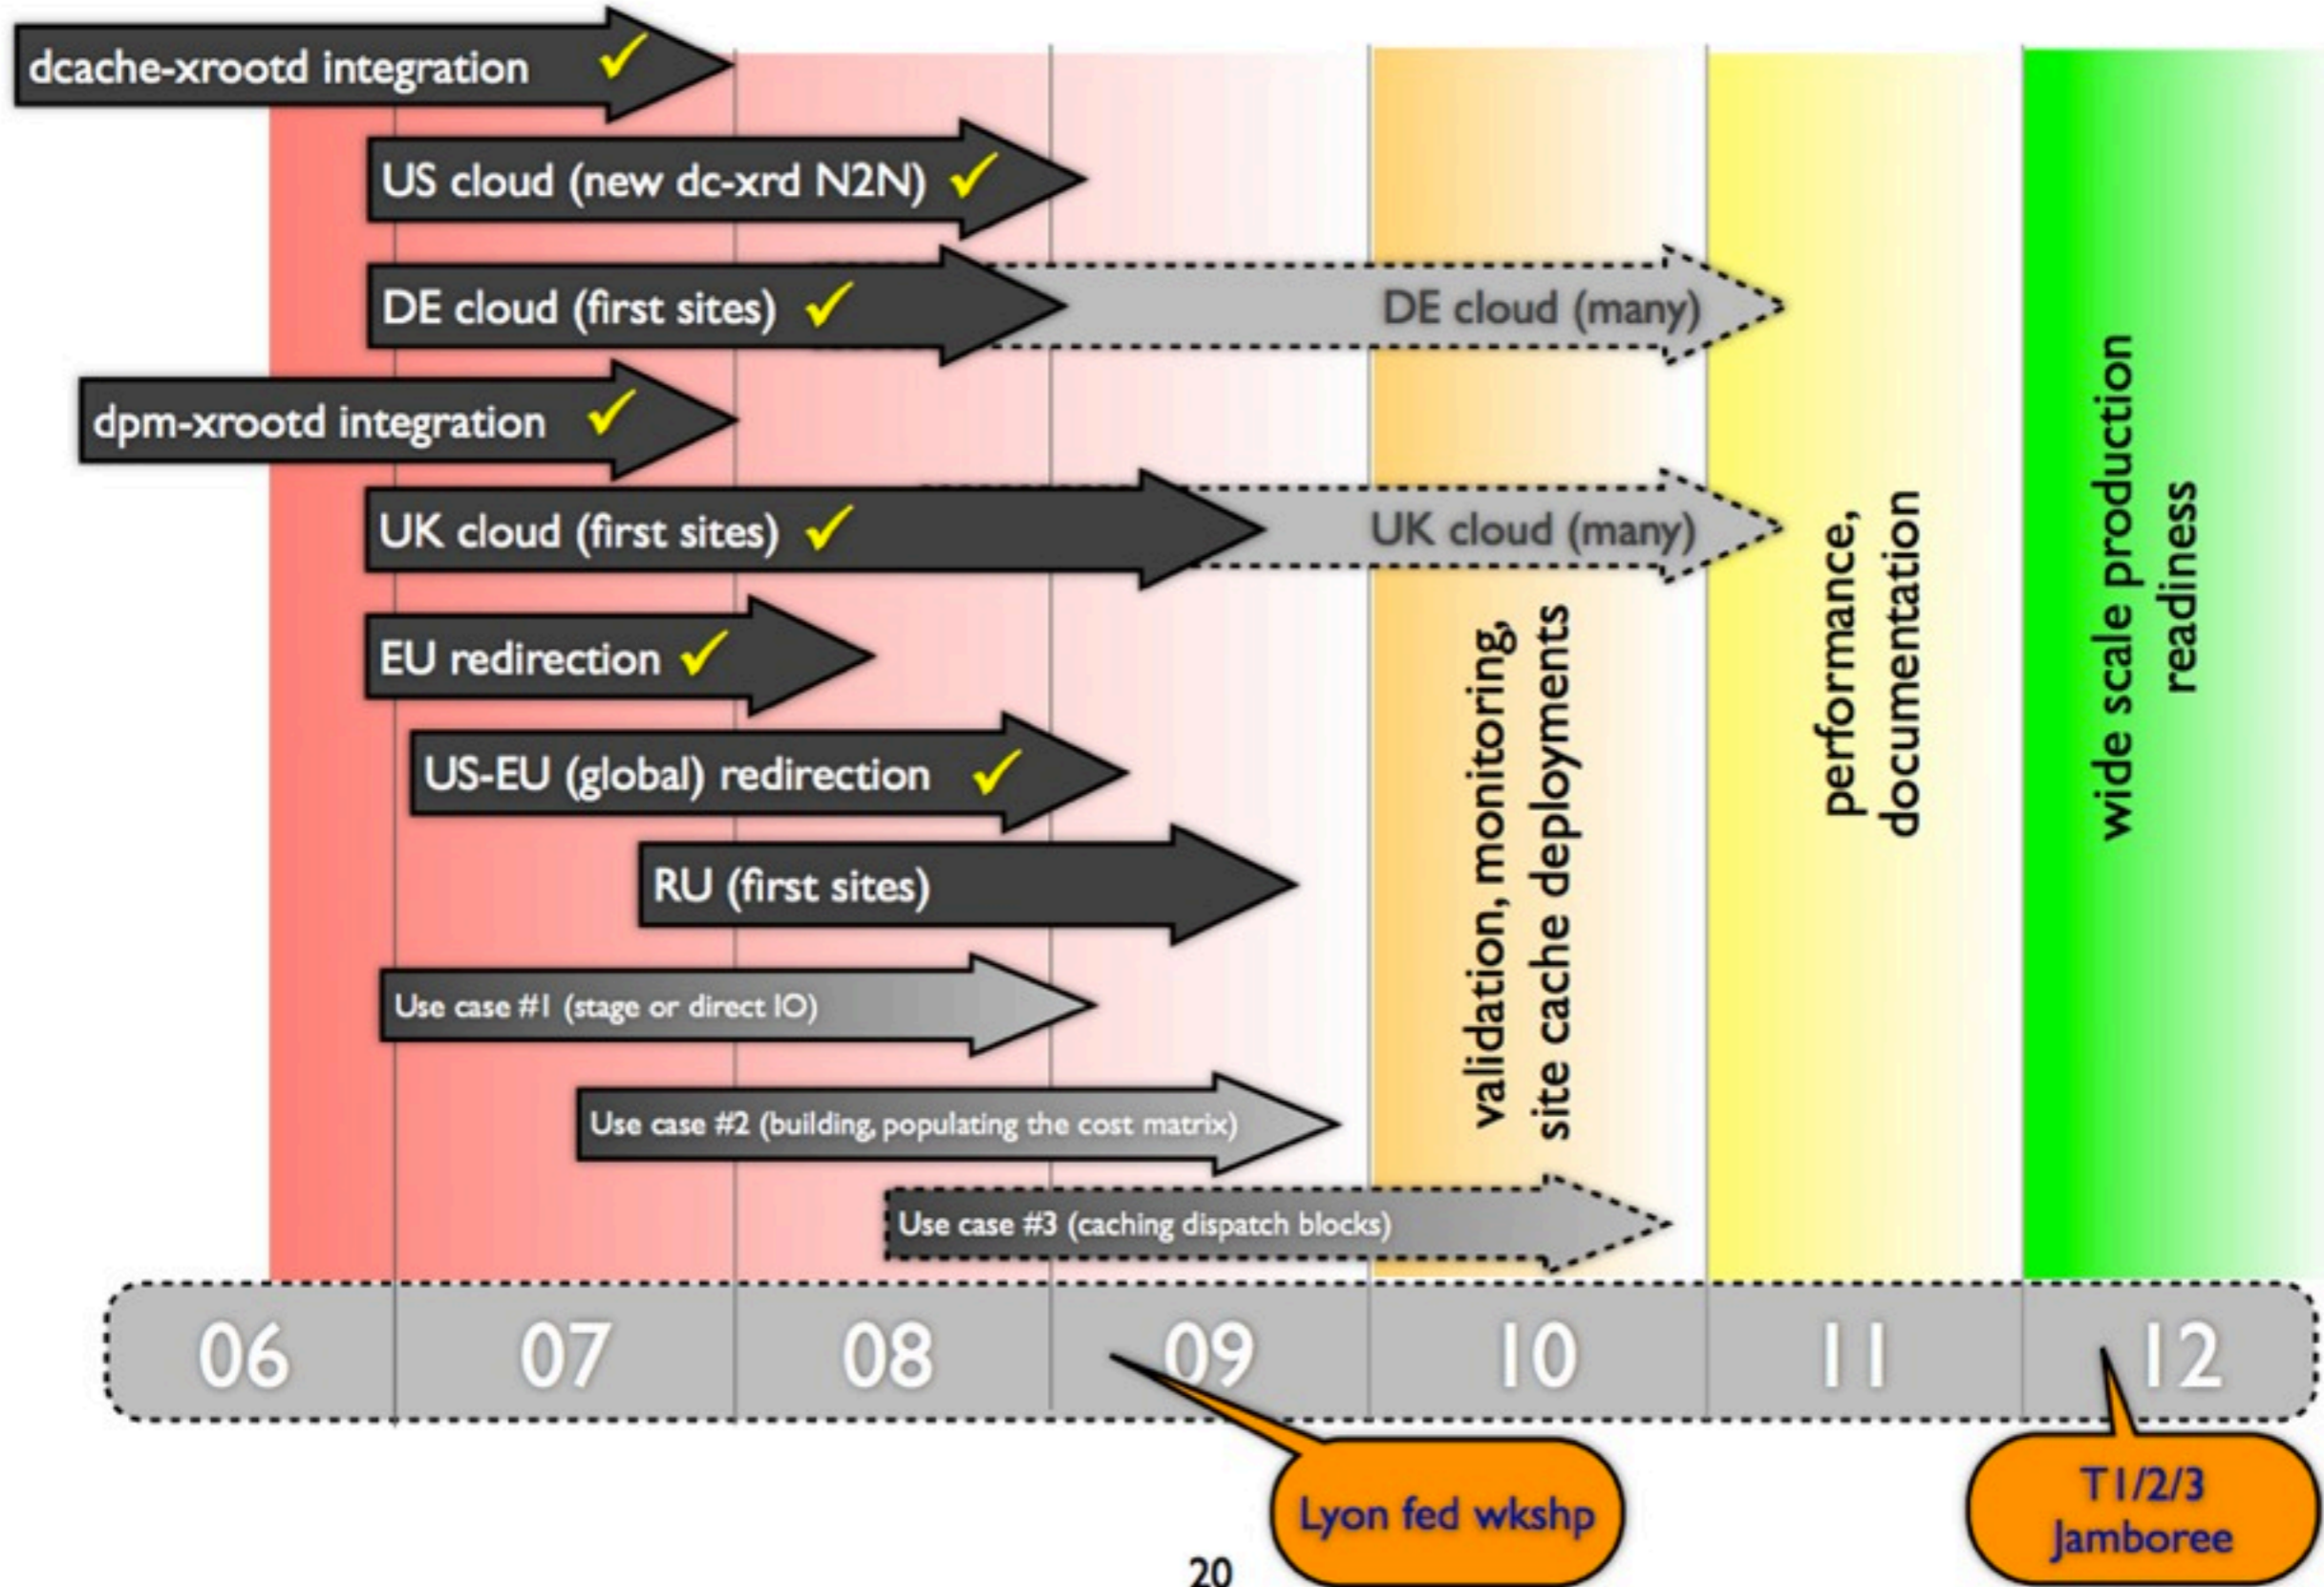 dcache-xrootd integration
US cloud (new dc-xrd N2N)
DE cloud (first sites)
DE cloud (many)
dpm-xrootd integration
UK cloud (first sites)
UK cloud (many)
EU redirection
US-EU (global) redirection
RU (first sites)
Use case #1 (stage or direct IO)
Use case #2 (building, populating the cost matrix)
Use case #3 (caching dispatch blocks)
validation, monitoring,
site cache deployments
performance,
documentation
wide scale production
readiness
06 07 08 09 10 11 12
Lyon fed wkshp
T1/2/3
Jamboree
20